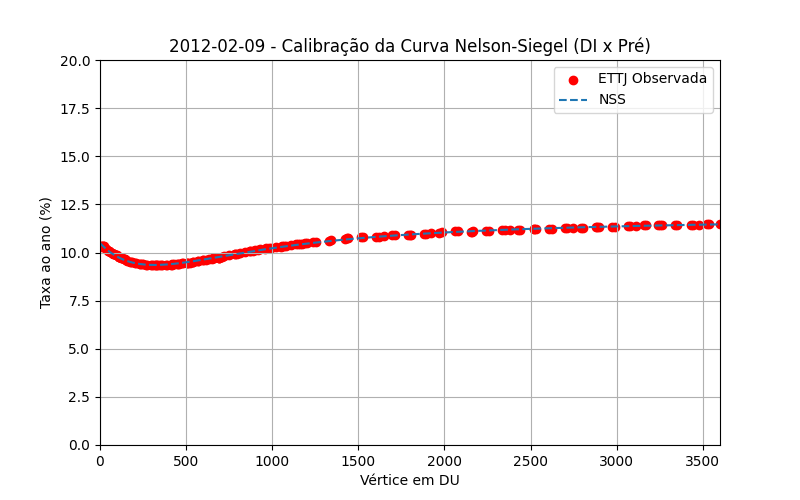 2012-02-09 - Calibração da Curva Nelson-Siegel (DI x Pré)
ETTJ Observada
NSS
Taxa ao ano (%)
20.0
17.5
15.0
12.5
10.0
7.5
5.0
2.5
0.0
0 500 1000 1500 2000 2500 3000 3500
Vértice em DU